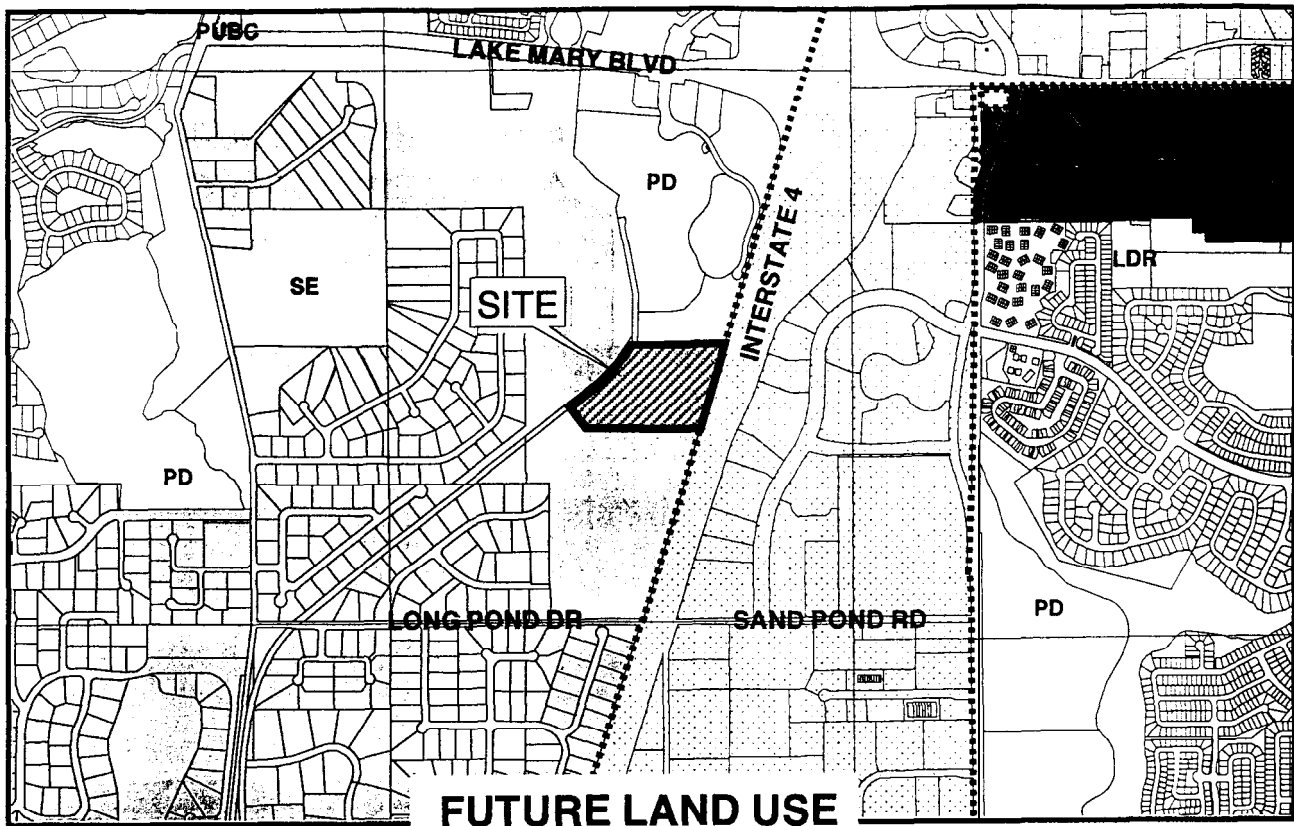 PUBC
LAKE MARY BLVD
PD
INTERSTATE 4
SE
LDR
SITE
PD
PD
LONG POND DR
SAND POND RD
FUTURE LAND USE